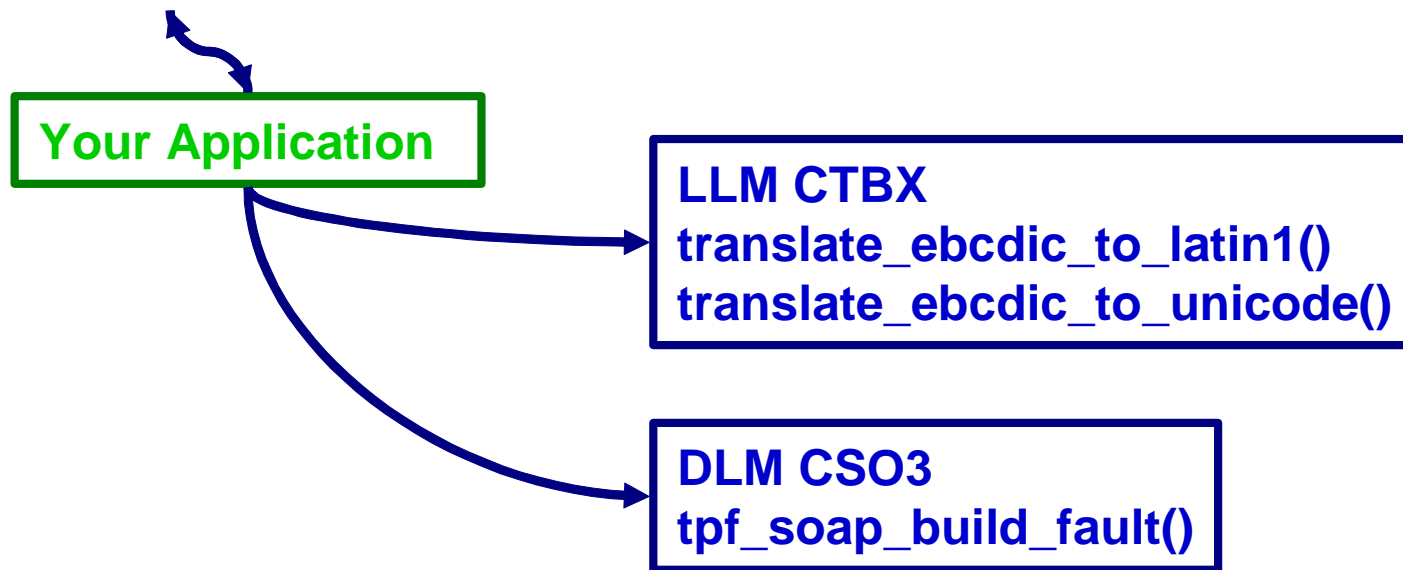 Your Application
LLM CTBX
translate_ebcdic_to_latin1()
translate_ebcdic_to_unicode()
DLM CSO3
tpf_soap_build_fault()